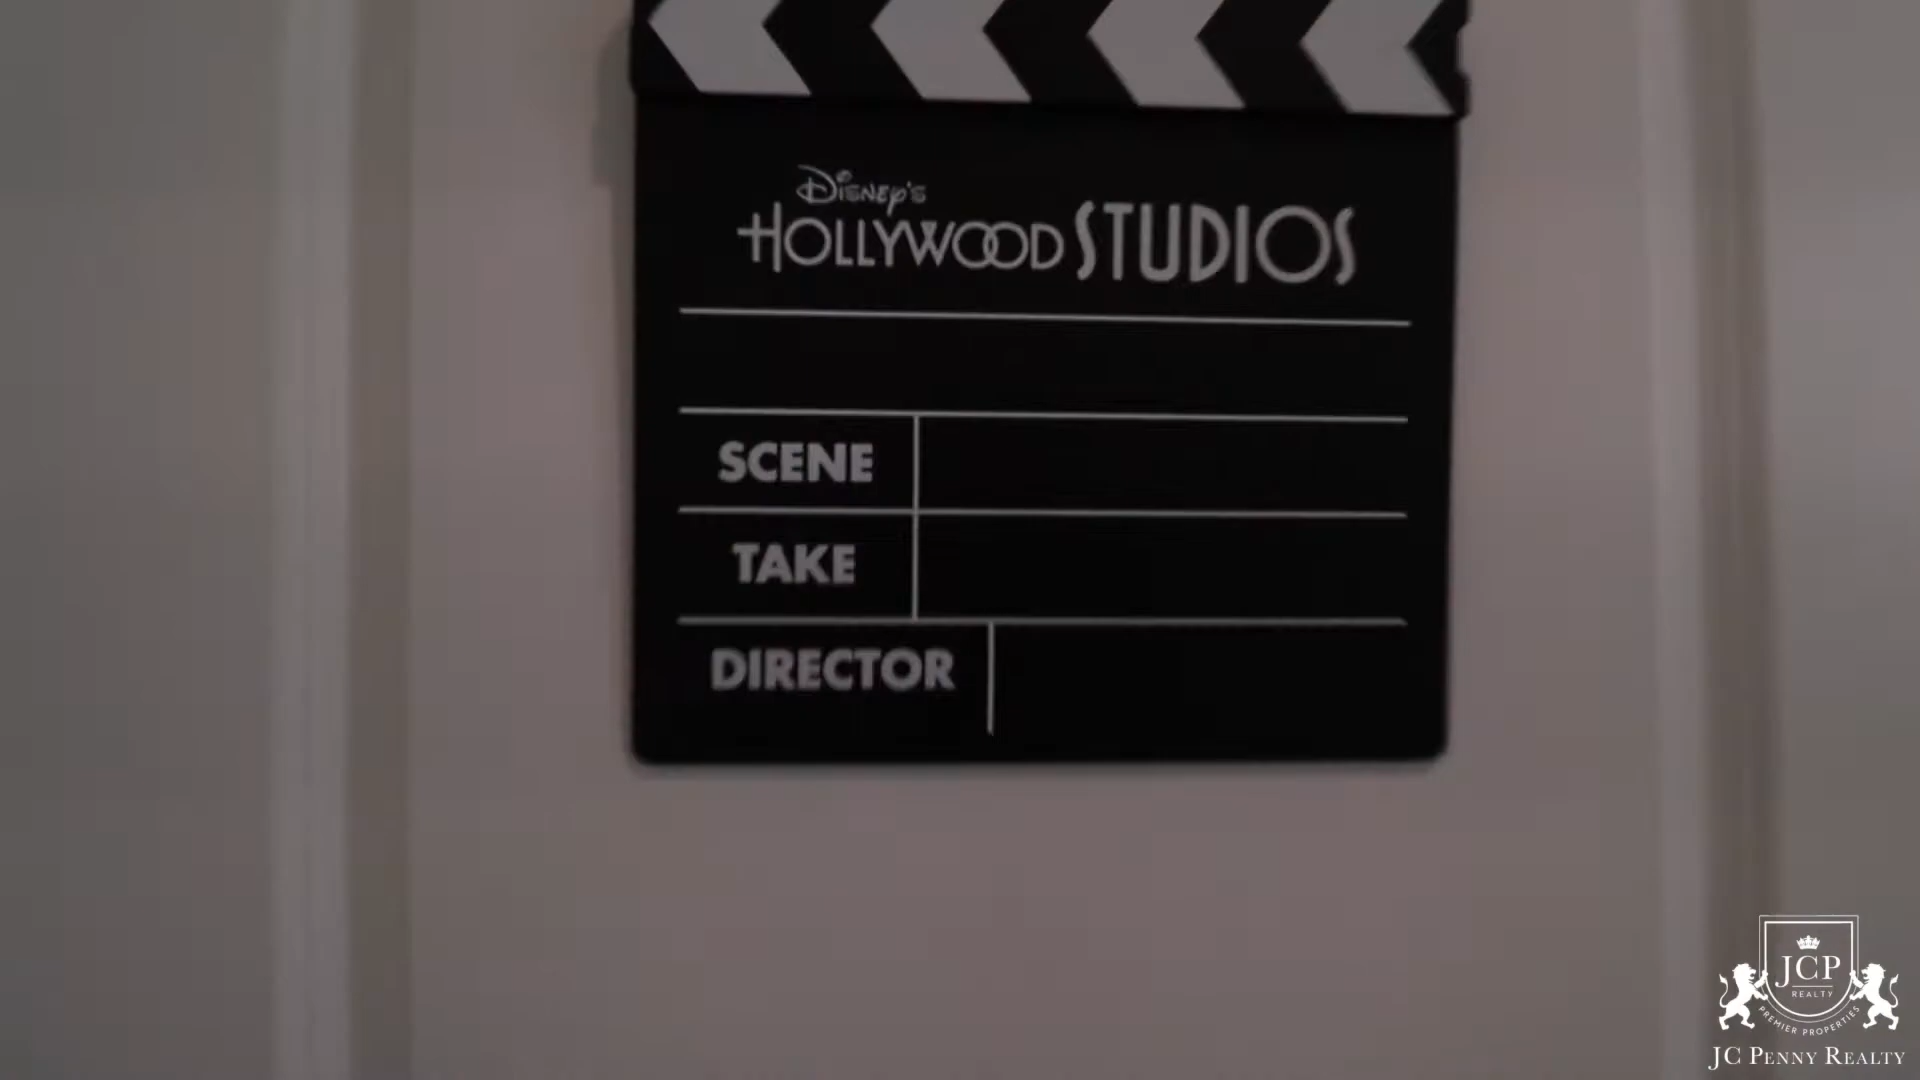 Disney's
HOLLYWOOD STUDIOS
SCENE
TAKE
DIRECTOR
JCP
REALTY
PREMIER PROPERTIES
JC PENNY REALTY